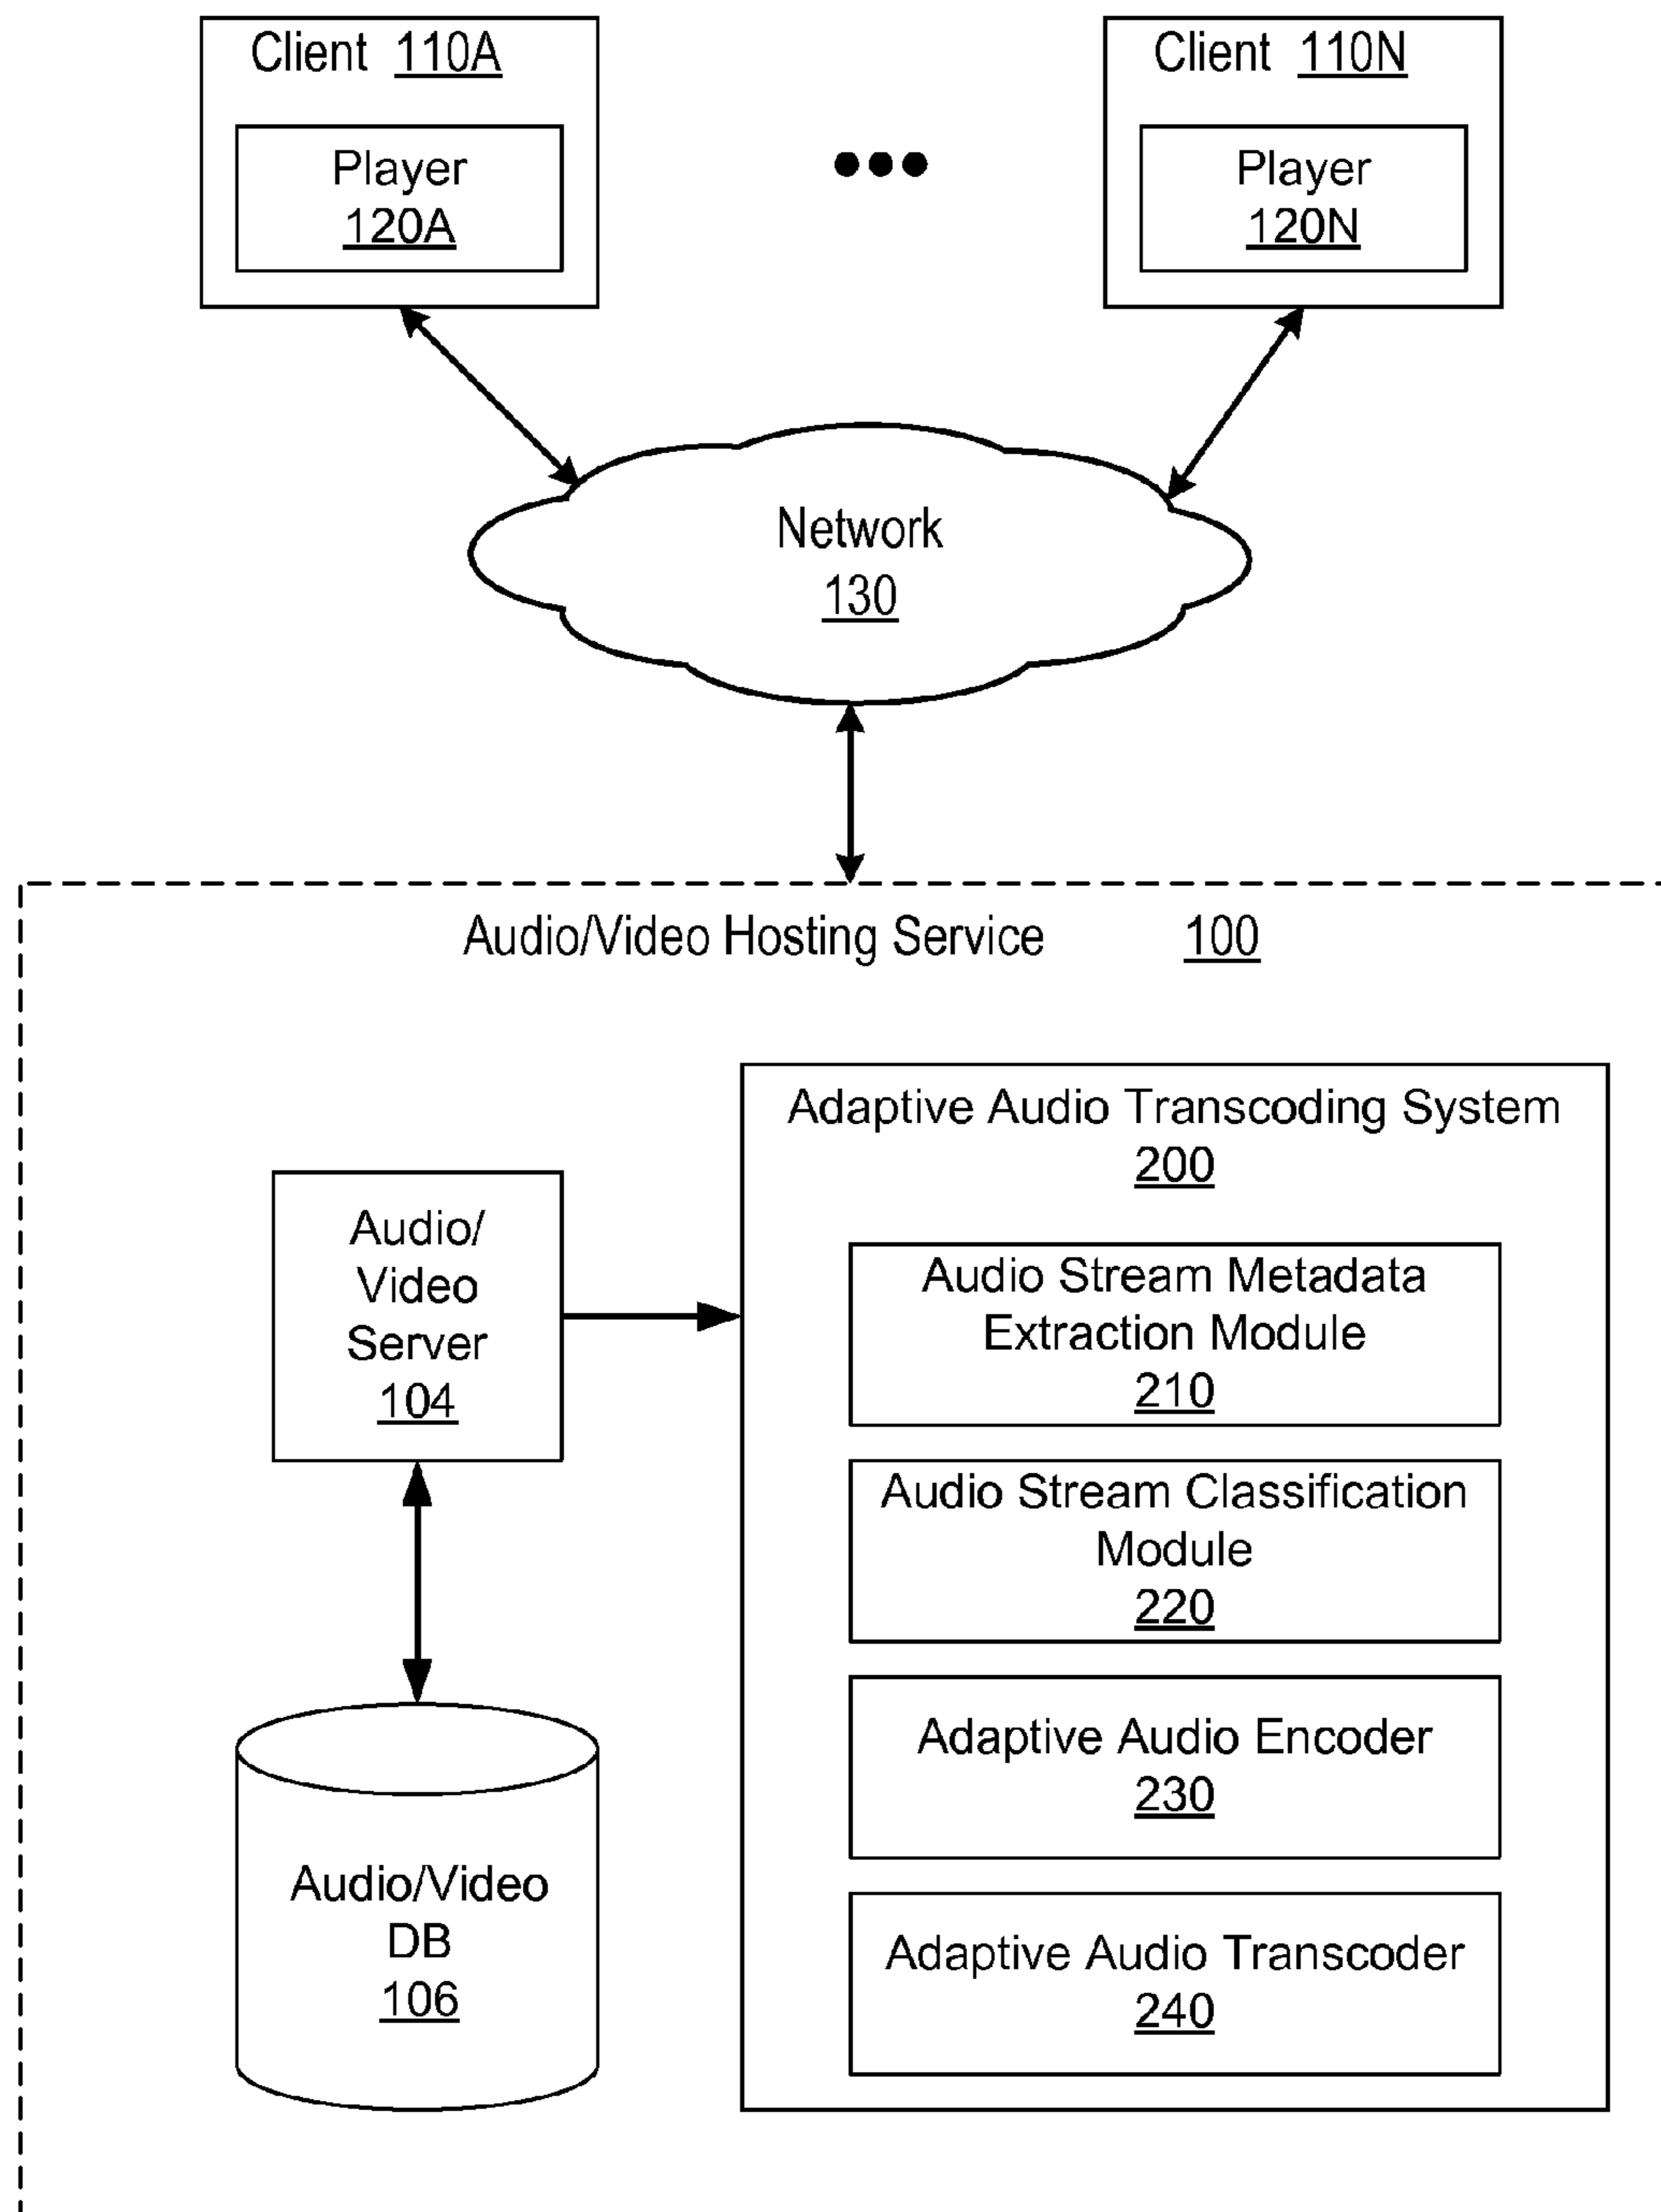 Client 110A
Player
120A
Client 110N
Player
120N
Network
130
Audio/Video Hosting Service 100
Audio/
Video
Server
104
Audio/Video
DB
106
Adaptive Audio Transcoding System
200
Audio Stream Metadata
Extraction Module
210
Audio Stream Classification
Module
220
Adaptive Audio Encoder
230
Adaptive Audio Transcoder
240